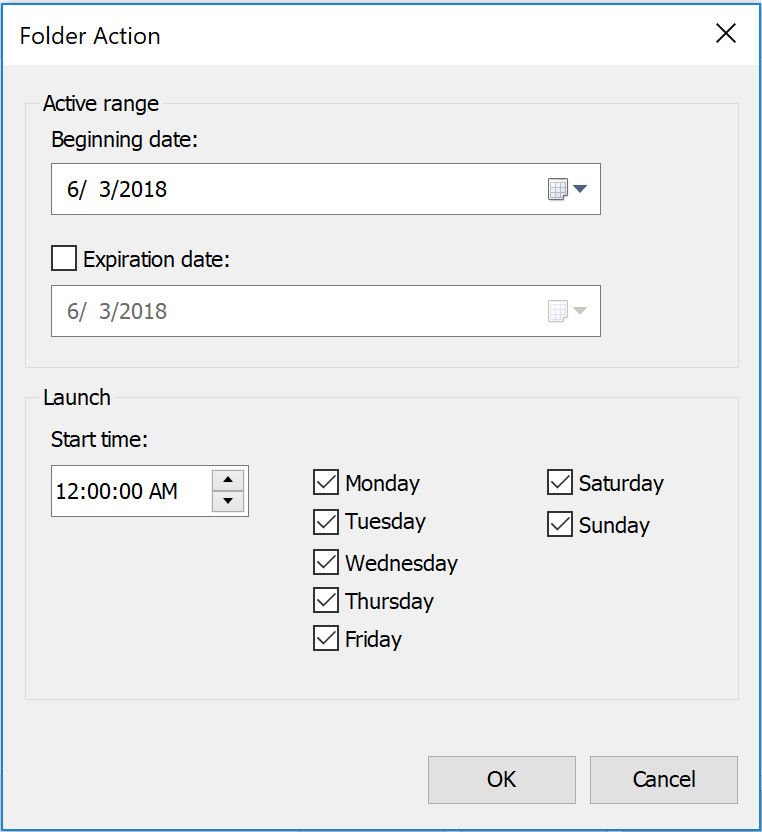 Folder Action
Active range
Beginning date:
6/ 3/2018
Expiration date:
6/ 3/2018
Launch
Start time:
12:00:00 AM
Monday
Tuesday
Wednesday
Thursday
Friday
Saturday
Sunday
OK
Cancel